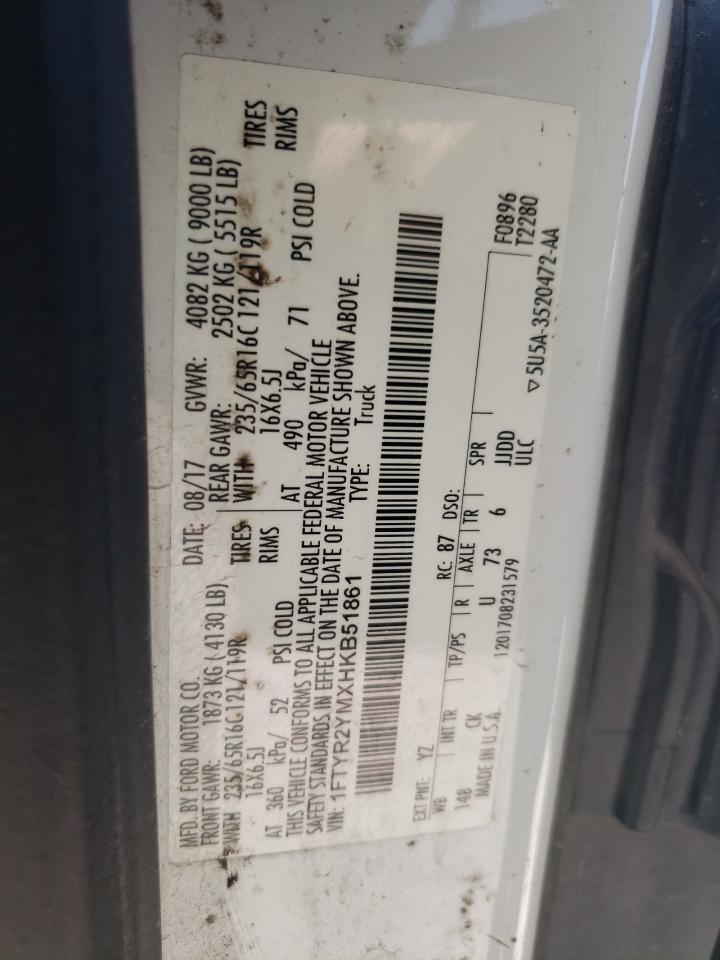 MFD. BY FORD MOTOR CO. DATE: 08/17 GVWR: 4082 KG ( 9000 LB)
FRONT GAWR: 1873 KG ( 4130 LB) REAR GAWR: 2502 KG ( 5515 LB)
WITH 235/65R16C 121/119R TIRES WITH 235/65R16C 121/119R TIRES
16X6.5J RIMS 16X6.5J RIMS
AT 360 kPa/ 52 PSI COLD AT 490 kPa/ 71 PSI COLD
THIS VEHICLE CONFORMS TO ALL APPLICABLE FEDERAL MOTOR VEHICLE
SAFETY STANDARDS IN EFFECT ON THE DATE OF MANUFACTURE SHOWN ABOVE.
VIN: 1FTYR2YMXHKB51861 TYPE: Truck
EXT PNT: YZ RC: 87 DSO: F0896
WB INT TR TP/PS R AXLE TR SPR T2280
148 CK U 73 6 JJDD
MADE IN U.S.A. 1201708231579 ULC ▽5U5A-3520472-AA